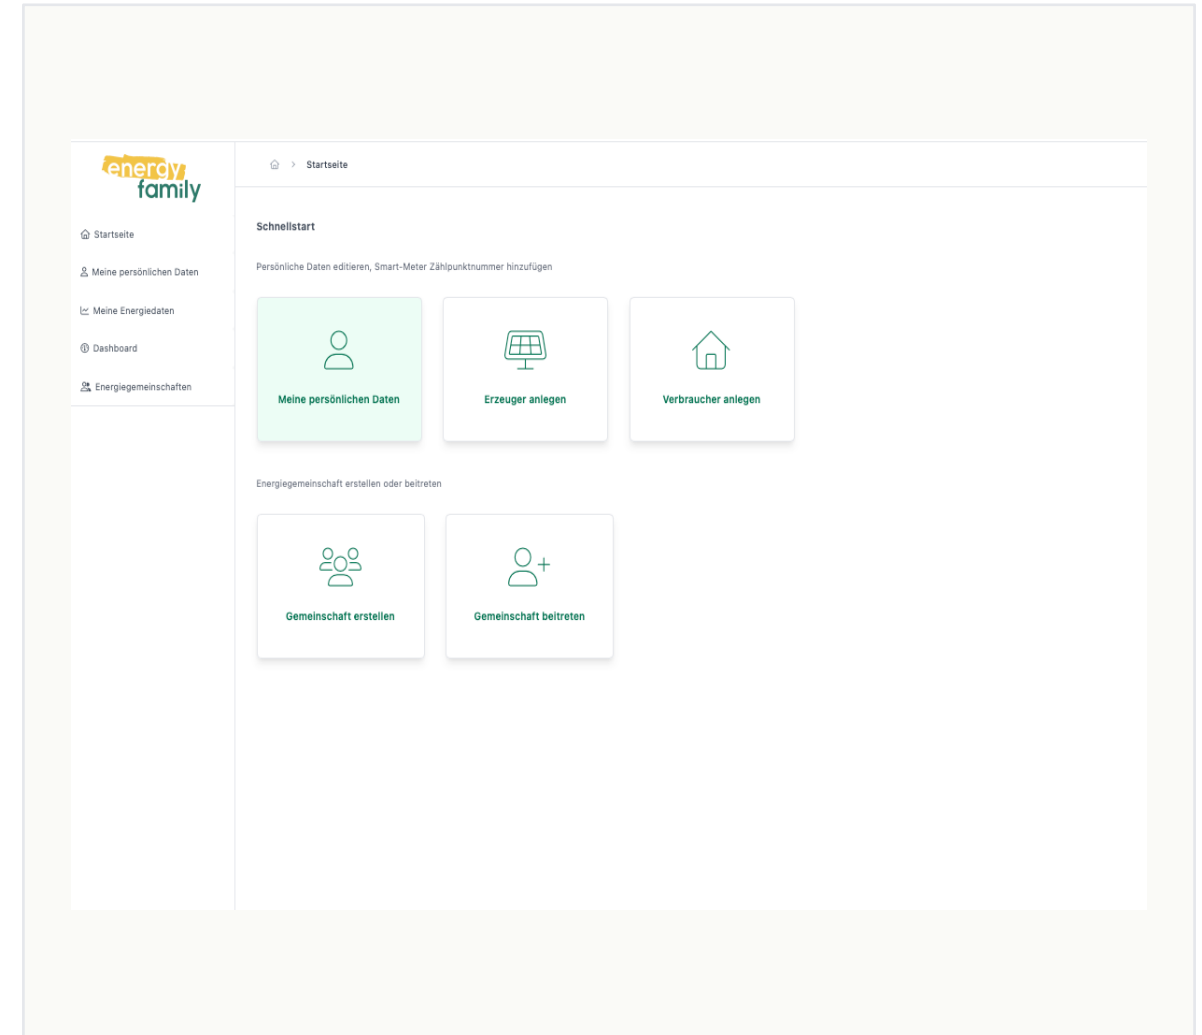 energy
family
Startseite
Meine persönlichen Daten
Meine Energiedaten
Dashboard
Energiegemeinschaften
Startseite
Schnellstart
Persönliche Daten editieren, Smart-Meter Zählpunktnummer hinzufügen
Meine persönlichen Daten
Erzeuger anlegen
Verbraucher anlegen
Energiegemeinschaft erstellen oder beitreten
Gemeinschaft erstellen
Gemeinschaft beitreten